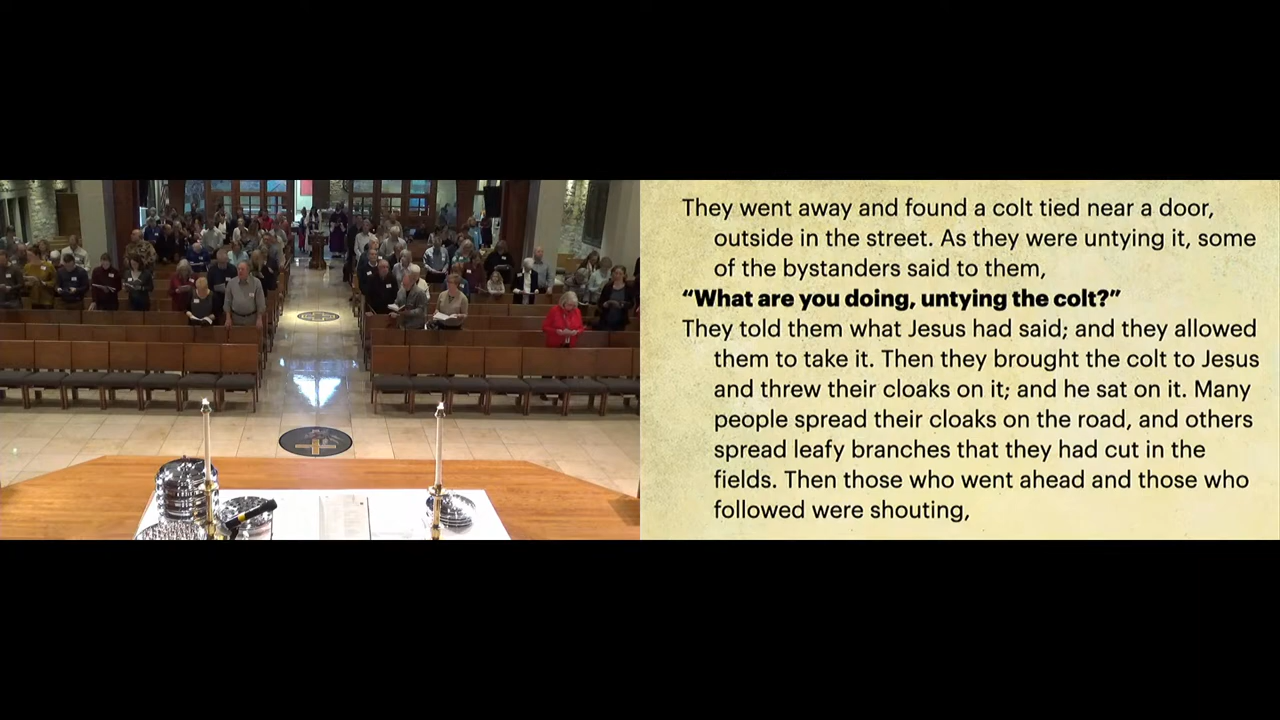 They went away and found a colt tied near a door,
outside in the street. As they were untying it, some
of the bystanders said to them,
“What are you doing, untying the colt?”
They told them what Jesus had said; and they allowed
them to take it. Then they brought the colt to Jesus
and threw their cloaks on it; and he sat on it. Many
people spread their cloaks on the road, and others
spread leafy branches that they had cut in the
fields. Then those who went ahead and those who
followed were shouting,